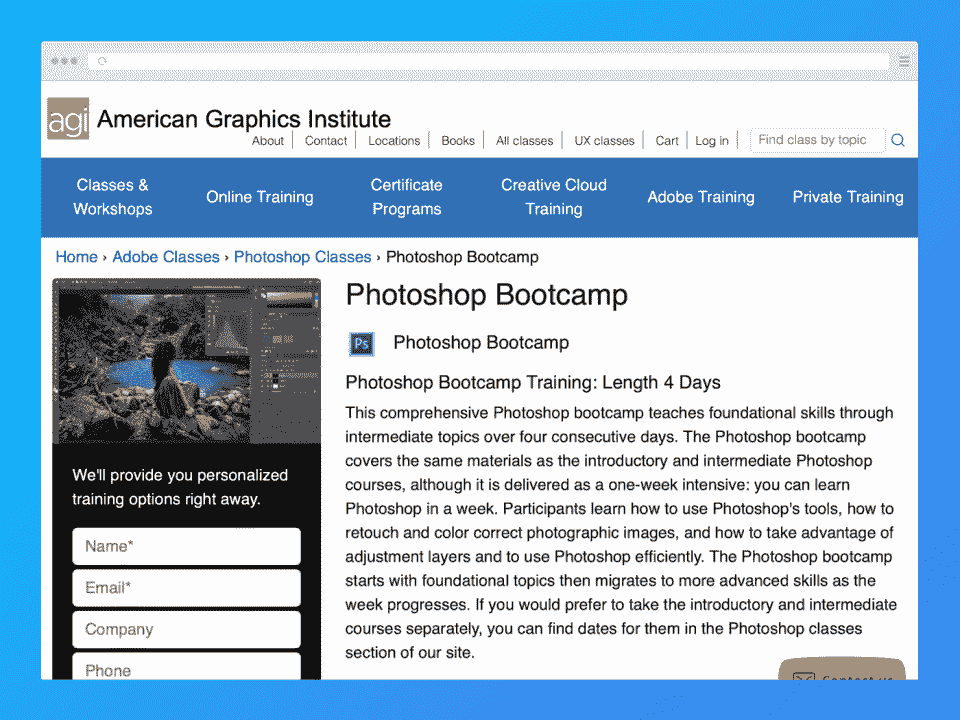 agi American Graphics Institute
About Contact Locations Books All classes UX classes Cart Log in Find class by topic
Classes & Workshops
Online Training
Certificate Programs
Creative Cloud Training
Adobe Training
Private Training
Home › Adobe Classes › Photoshop Classes › Photoshop Bootcamp
We'll provide you personalized
training options right away.
Name*
Email*
Company
Phone
Photoshop Bootcamp
Ps Photoshop Bootcamp
Photoshop Bootcamp Training: Length 4 Days
This comprehensive Photoshop bootcamp teaches foundational skills through
intermediate topics over four consecutive days. The Photoshop bootcamp
covers the same materials as the introductory and intermediate Photoshop
courses, although it is delivered as a one-week intensive: you can learn
Photoshop in a week. Participants learn how to use Photoshop's tools, how to
retouch and color correct photographic images, and how to take advantage of
adjustment layers and to use Photoshop efficiently. The Photoshop bootcamp
starts with foundational topics then migrates to more advanced skills as the
week progresses. If you would prefer to take the introductory and intermediate
courses separately, you can find dates for them in the Photoshop classes
section of our site.
Contact us